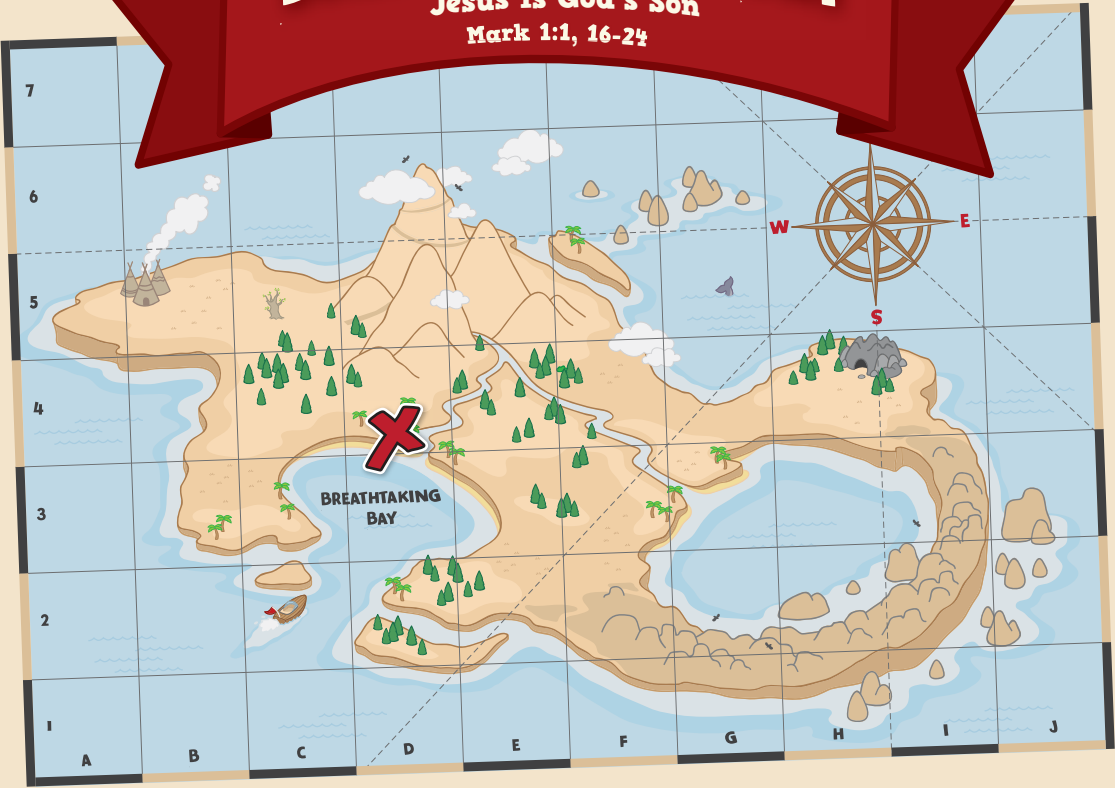 Jesus Is God's Son
Mark 1:1, 16-24
7
6
W
E
5
S
4
BREATHTAKING
BAY
3
2
1
A B C D E F G H I J